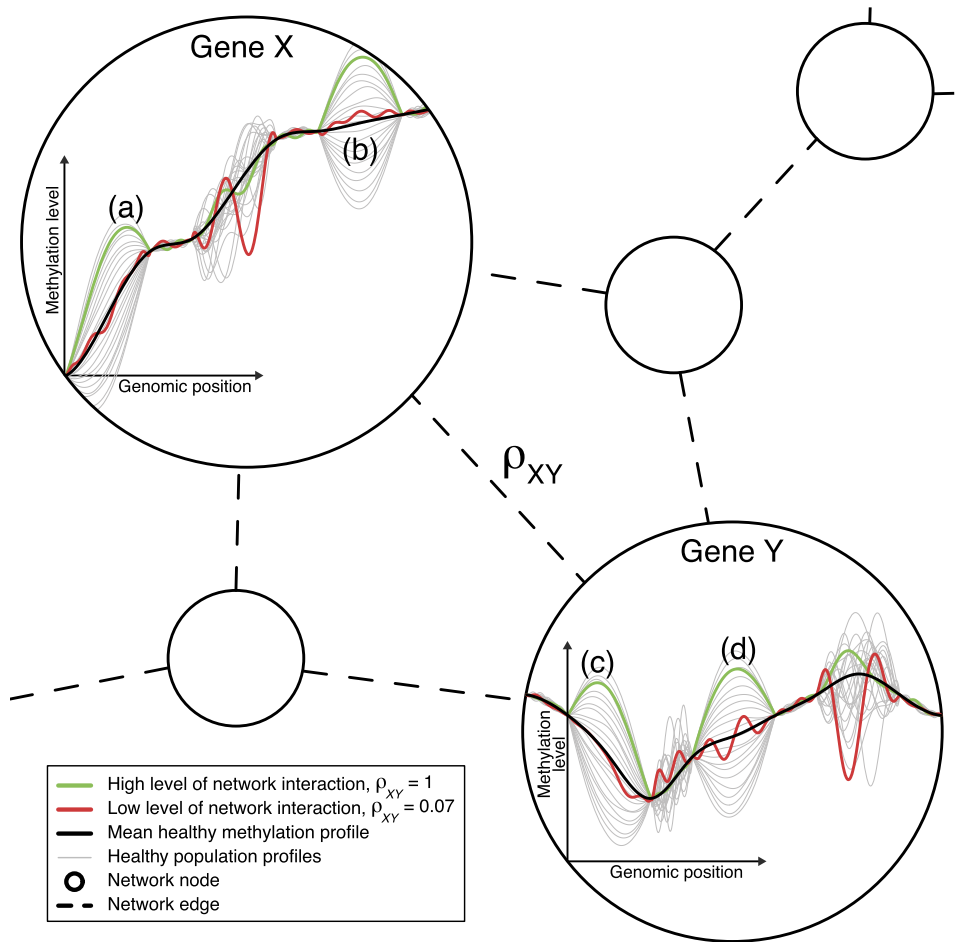 Gene X
(b)
(a)
Methylation level
Genomic position
ρXY
Gene Y
(c)
(d)
Methylation
level
Genomic position
High level of network interaction, ρXY = 1
Low level of network interaction, ρXY = 0.07
Mean healthy methylation profile
Healthy population profiles
Network node
Network edge